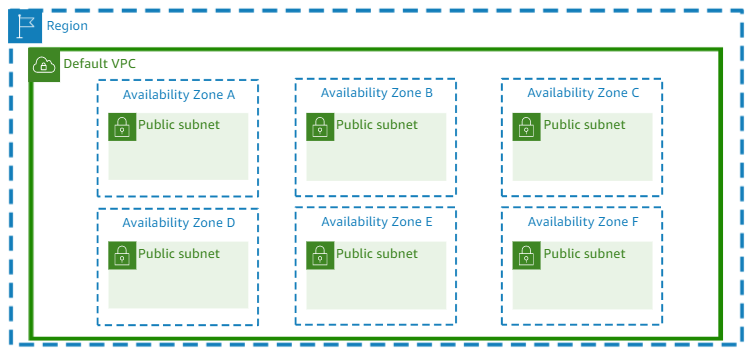 Region
Default VPC
Availability Zone A
Availability Zone B
Availability Zone C
Public subnet
Public subnet
Public subnet
Availability Zone D
Availability Zone E
Availability Zone F
Public subnet
Public subnet
Public subnet